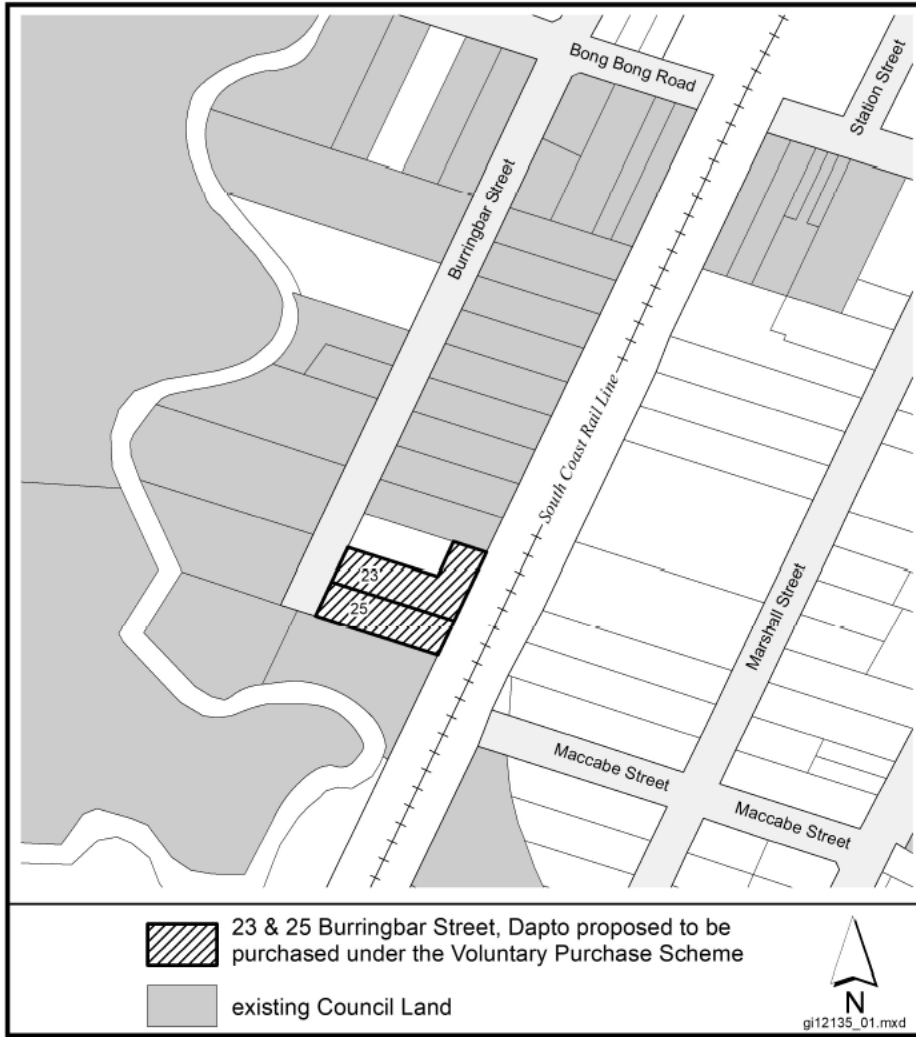 Bong Bong Road
Station Street
Burringbar Street
South Coast Rail Line
23
25
Marshall Street
Maccabe Street
Maccabe Street
23 & 25 Burringbar Street, Dapto proposed to be
purchased under the Voluntary Purchase Scheme
existing Council Land
N
gi12135_01.mxd